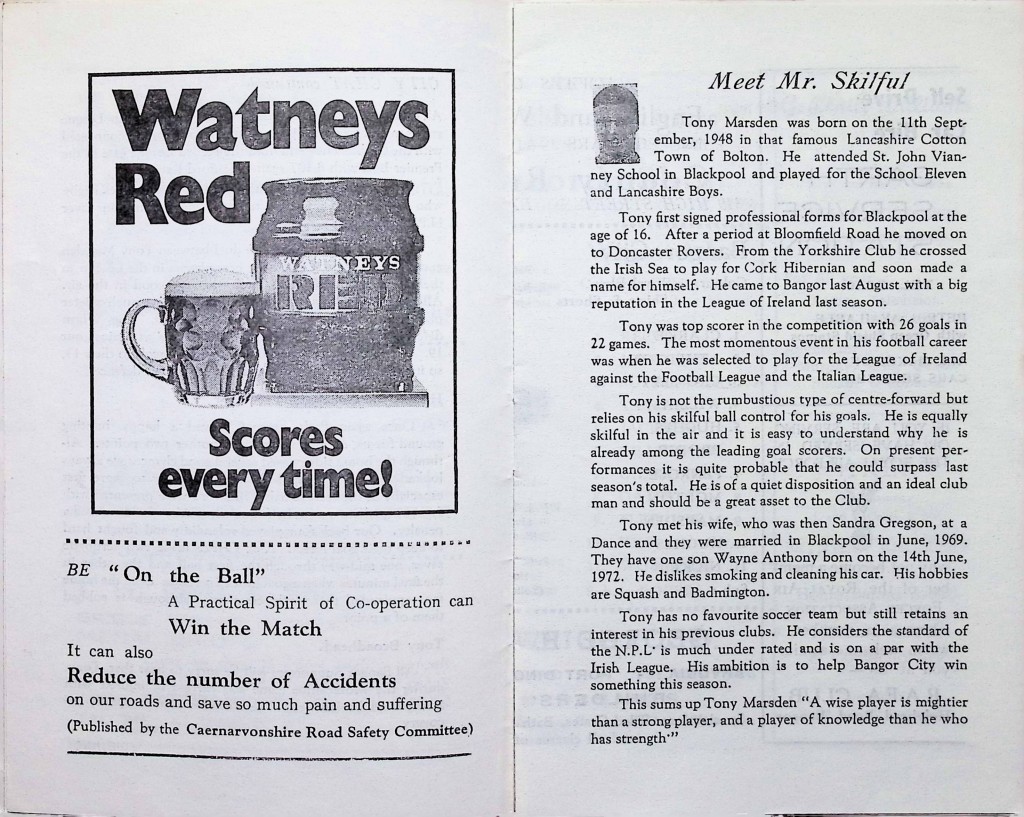 Watneys
Red
WATNEYS
RED
Scores
every time!
BE "On the Ball"
A Practical Spirit of Co-operation can
Win the Match
It can also
Reduce the number of Accidents
on our roads and save so much pain and suffering
(Published by the Caernarvonshire Road Safety Committee)
Meet Mr. Skilful
Tony Marsden was born on the 11th Sept-
ember, 1948 in that famous Lancashire Cotton
Town of Bolton. He attended St. John Vian-
ney School in Blackpool and played for the School Eleven
and Lancashire Boys.
Tony first signed professional forms for Blackpool at the
age of 16. After a period at Bloomfield Road he moved on
to Doncaster Rovers. From the Yorkshire Club he crossed
the Irish Sea to play for Cork Hibernian and soon made a
name for himself. He came to Bangor last August with a big
reputation in the League of Ireland last season.
Tony was top scorer in the competition with 26 goals in
22 games. The most momentous event in his football career
was when he was selected to play for the League of Ireland
against the Football League and the Italian League.
Tony is not the rumbustious type of centre-forward but
relies on his skilful ball control for his goals. He is equally
skilful in the air and it is easy to understand why he is
already among the leading goal scorers. On present per-
formances it is quite probable that he could surpass last
season's total. He is of a quiet disposition and an ideal club
man and should be a great asset to the Club.
Tony met his wife, who was then Sandra Gregson, at a
Dance and they were married in Blackpool in June, 1969.
They have one son Wayne Anthony born on the 14th June,
1972. He dislikes smoking and cleaning his car. His hobbies
are Squash and Badmington.
Tony has no favourite soccer team but still retains an
interest in his previous clubs. He considers the standard of
the N.P.L· is much under rated and is on a par with the
Irish League. His ambition is to help Bangor City win
something this season.
This sums up Tony Marsden "A wise player is mightier
than a strong player, and a player of knowledge than he who
has strength·"